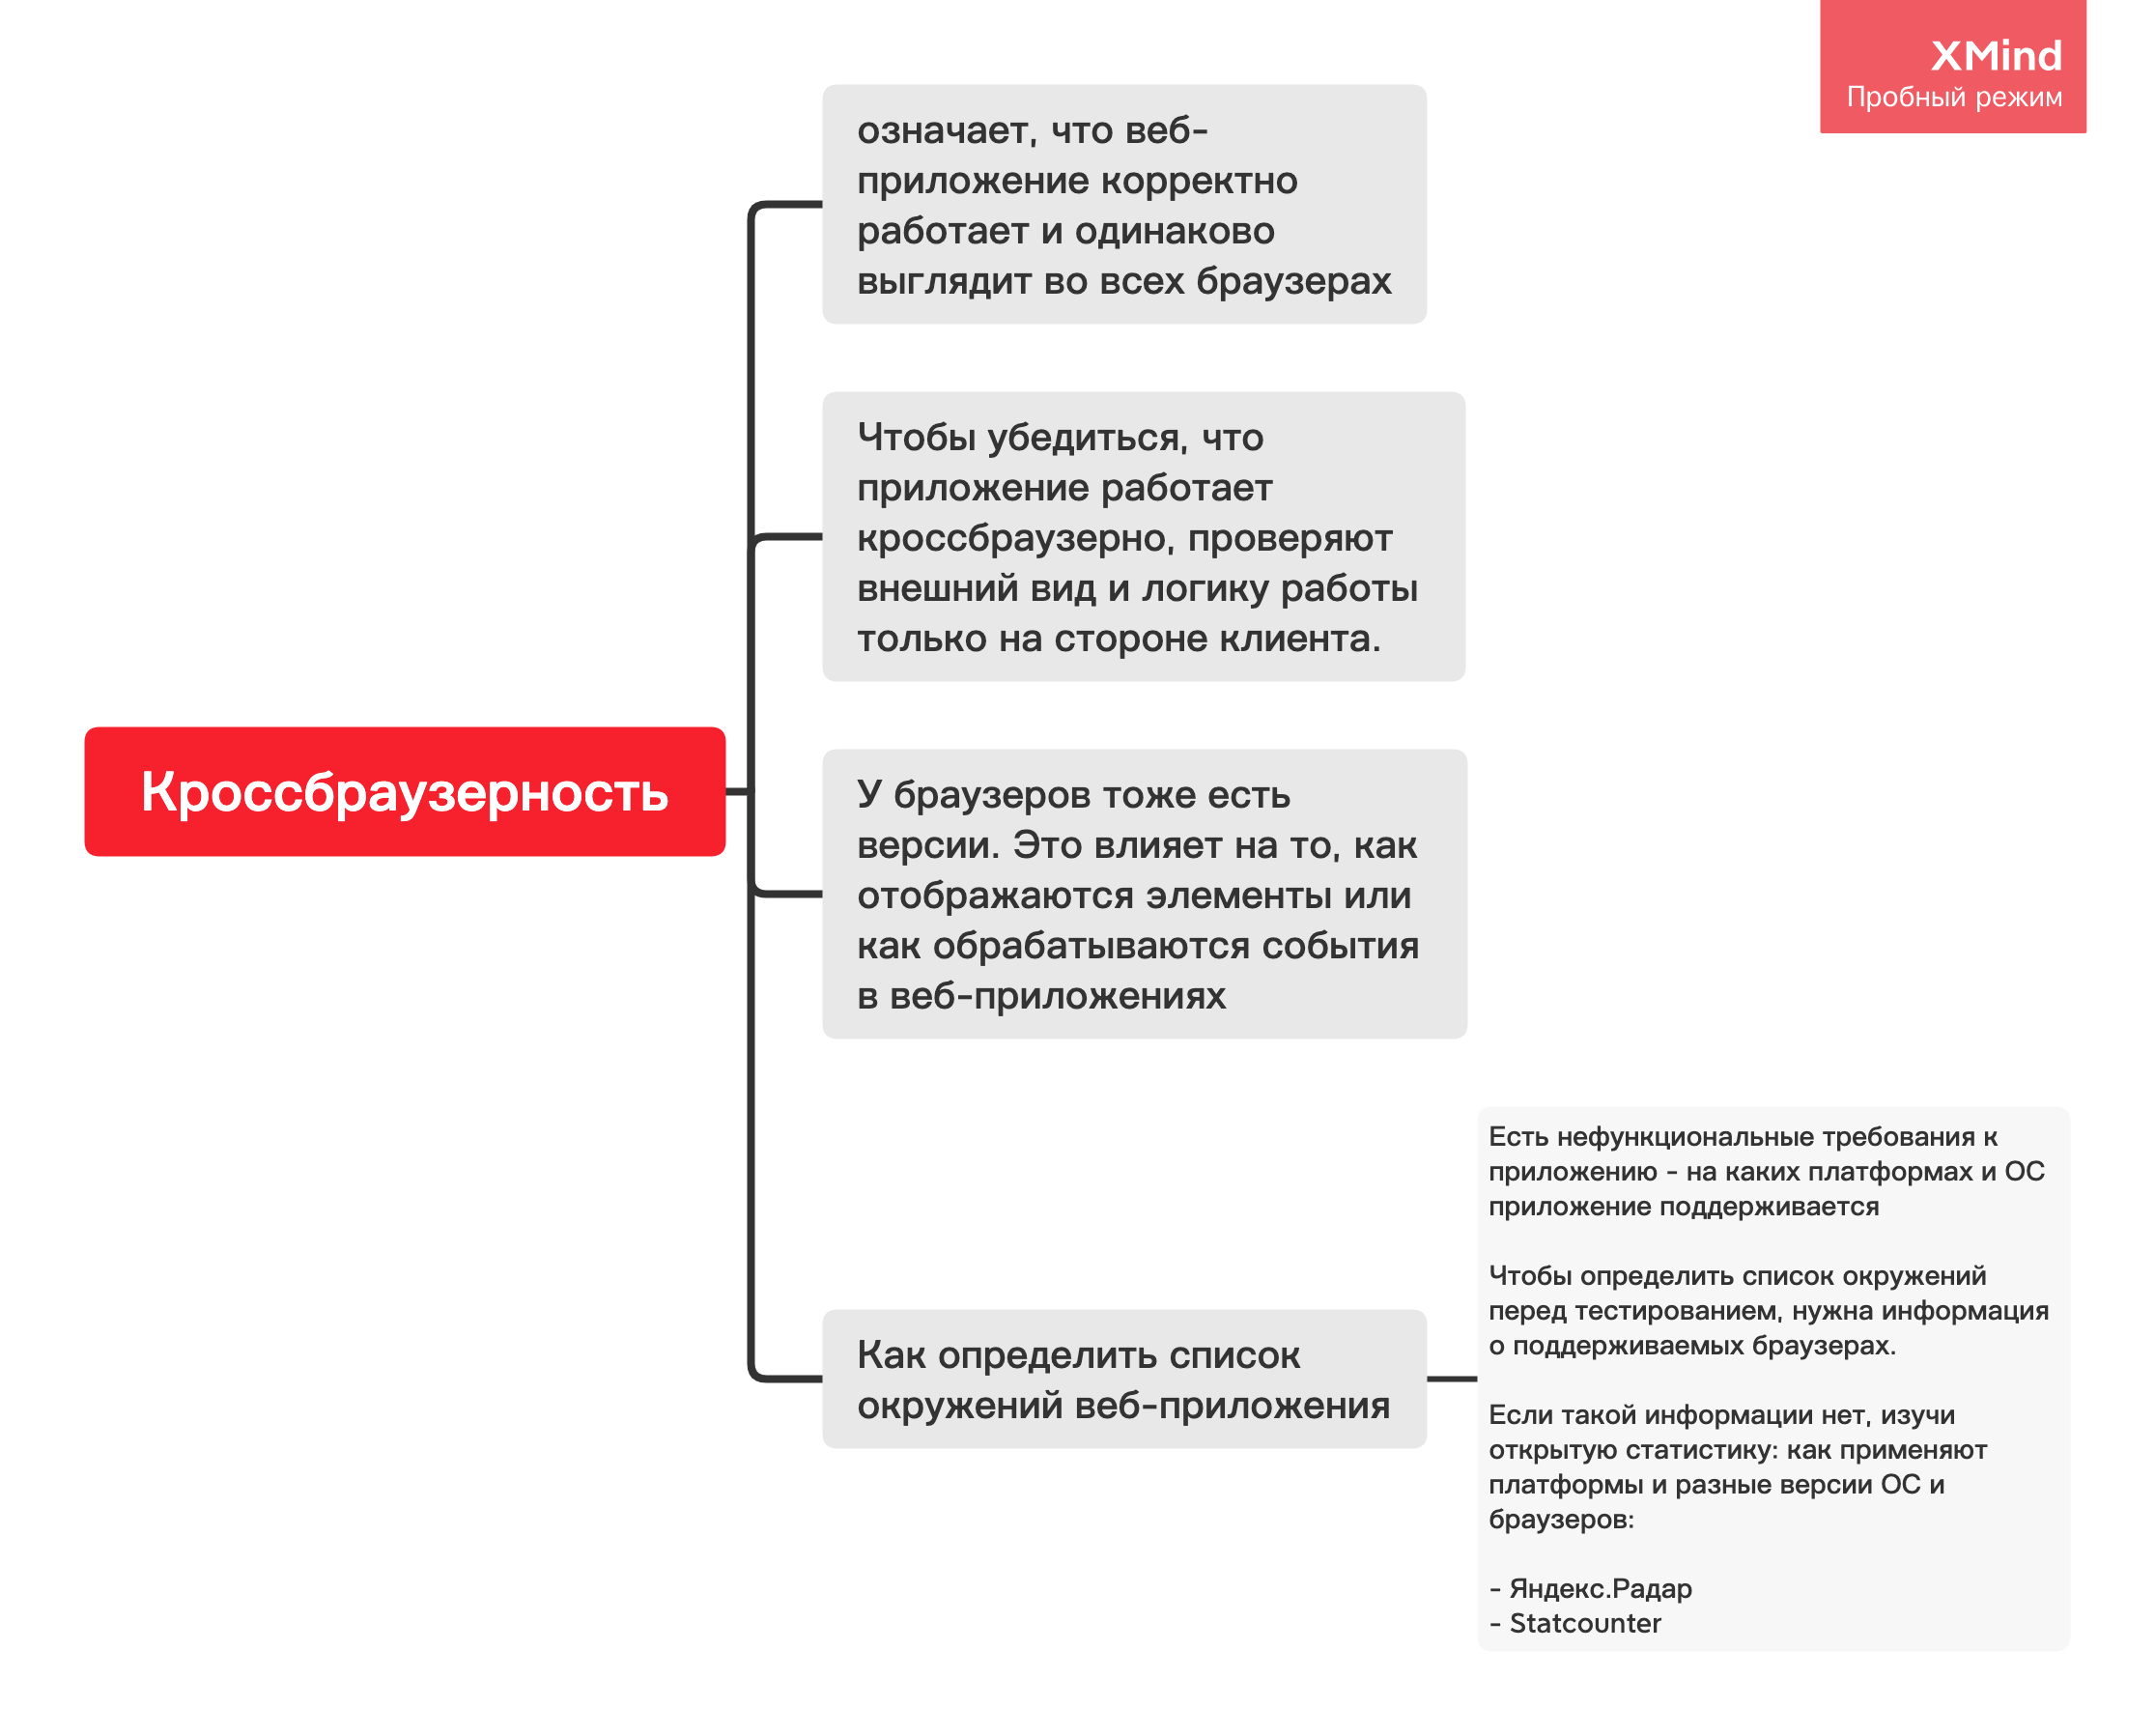 XMind
Пробный режим
означает, что веб-
приложение корректно
работает и одинаково
выглядит во всех браузерах
Чтобы убедиться, что
приложение работает
кроссбраузерно, проверяют
внешний вид и логику работы
только на стороне клиента.
Кроссбраузерность
У браузеров тоже есть
версии. Это влияет на то, как
отображаются элементы или
как обрабатываются события
в веб-приложениях
Как определить список
окружений веб-приложения
Есть нефункциональные требования к
приложению - на каких платформах и ОС
приложение поддерживается
Чтобы определить список окружений
перед тестированием, нужна информация
о поддерживаемых браузерах.
Если такой информации нет, изучи
открытую статистику: как применяют
платформы и разные версии ОС и
браузеров:
- Яндекс.Радар
- Statcounter